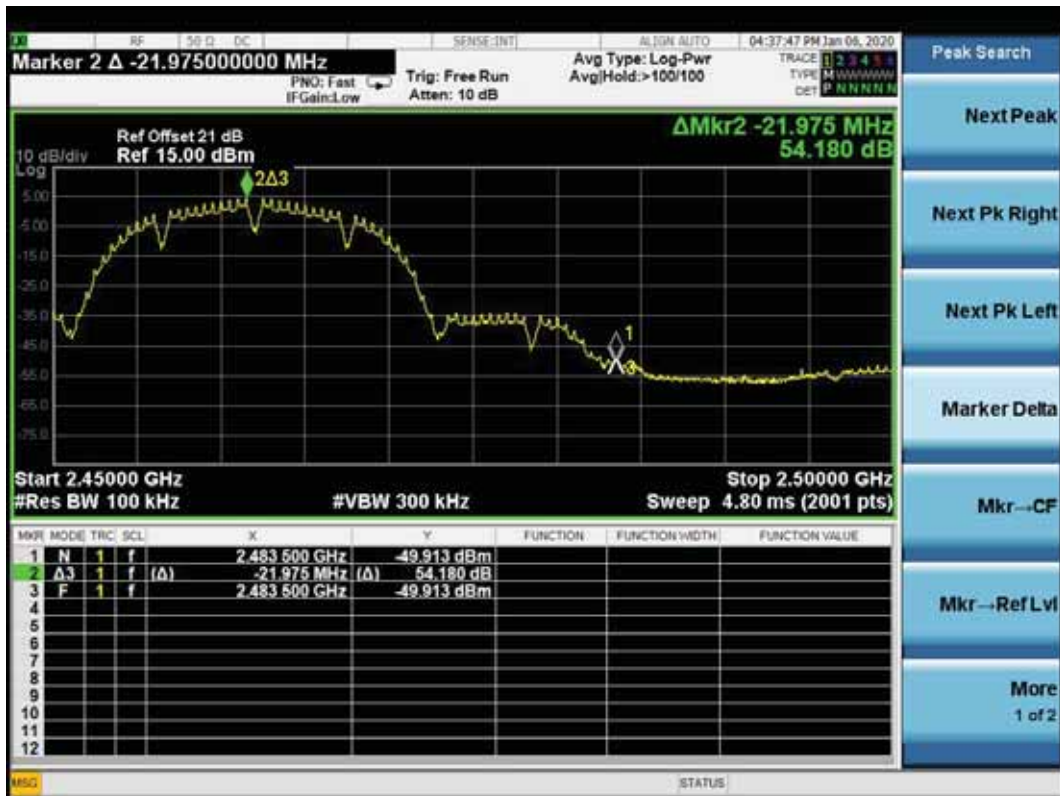 RF 50 Ω DC SENSE:INT ALIGN AUTO 04:37:47 PM Jan 06, 2020
Marker 2 Δ -21.975000000 MHz
PNO: Fast
IFGain:Low
Trig: Free Run
Atten: 10 dB
Avg Type: Log-Pwr
Avg|Hold:>100/100
TRACE 1 2 3 4 5 6
TYPE M W W W W W
DET P N N N N N
Peak Search
ΔMkr2 -21.975 MHz
54.180 dB
Ref Offset 21 dB
10 dB/div Ref 15.00 dBm
Log
5.00
-5.00
-15.0
-25.0
-35.0
-45.0
-55.0
-65.0
-75.0
2Δ3
1
3
Start 2.45000 GHz Stop 2.50000 GHz
#Res BW 100 kHz #VBW 300 kHz Sweep 4.80 ms (2001 pts)
MKR MODE TRC SCL X Y FUNCTION FUNCTION WIDTH FUNCTION VALUE
1 N 1 f 2.483 500 GHz -49.913 dBm
2 Δ3 1 f (Δ) -21.975 MHz (Δ) 54.180 dB
3 F 1 f 2.483 500 GHz -49.913 dBm
4
5
6
7
8
9
10
11
12
MSG STATUS
Next Peak
Next Pk Right
Next Pk Left
Marker Delta
Mkr→CF
Mkr→Ref Lvl
More
1 of 2